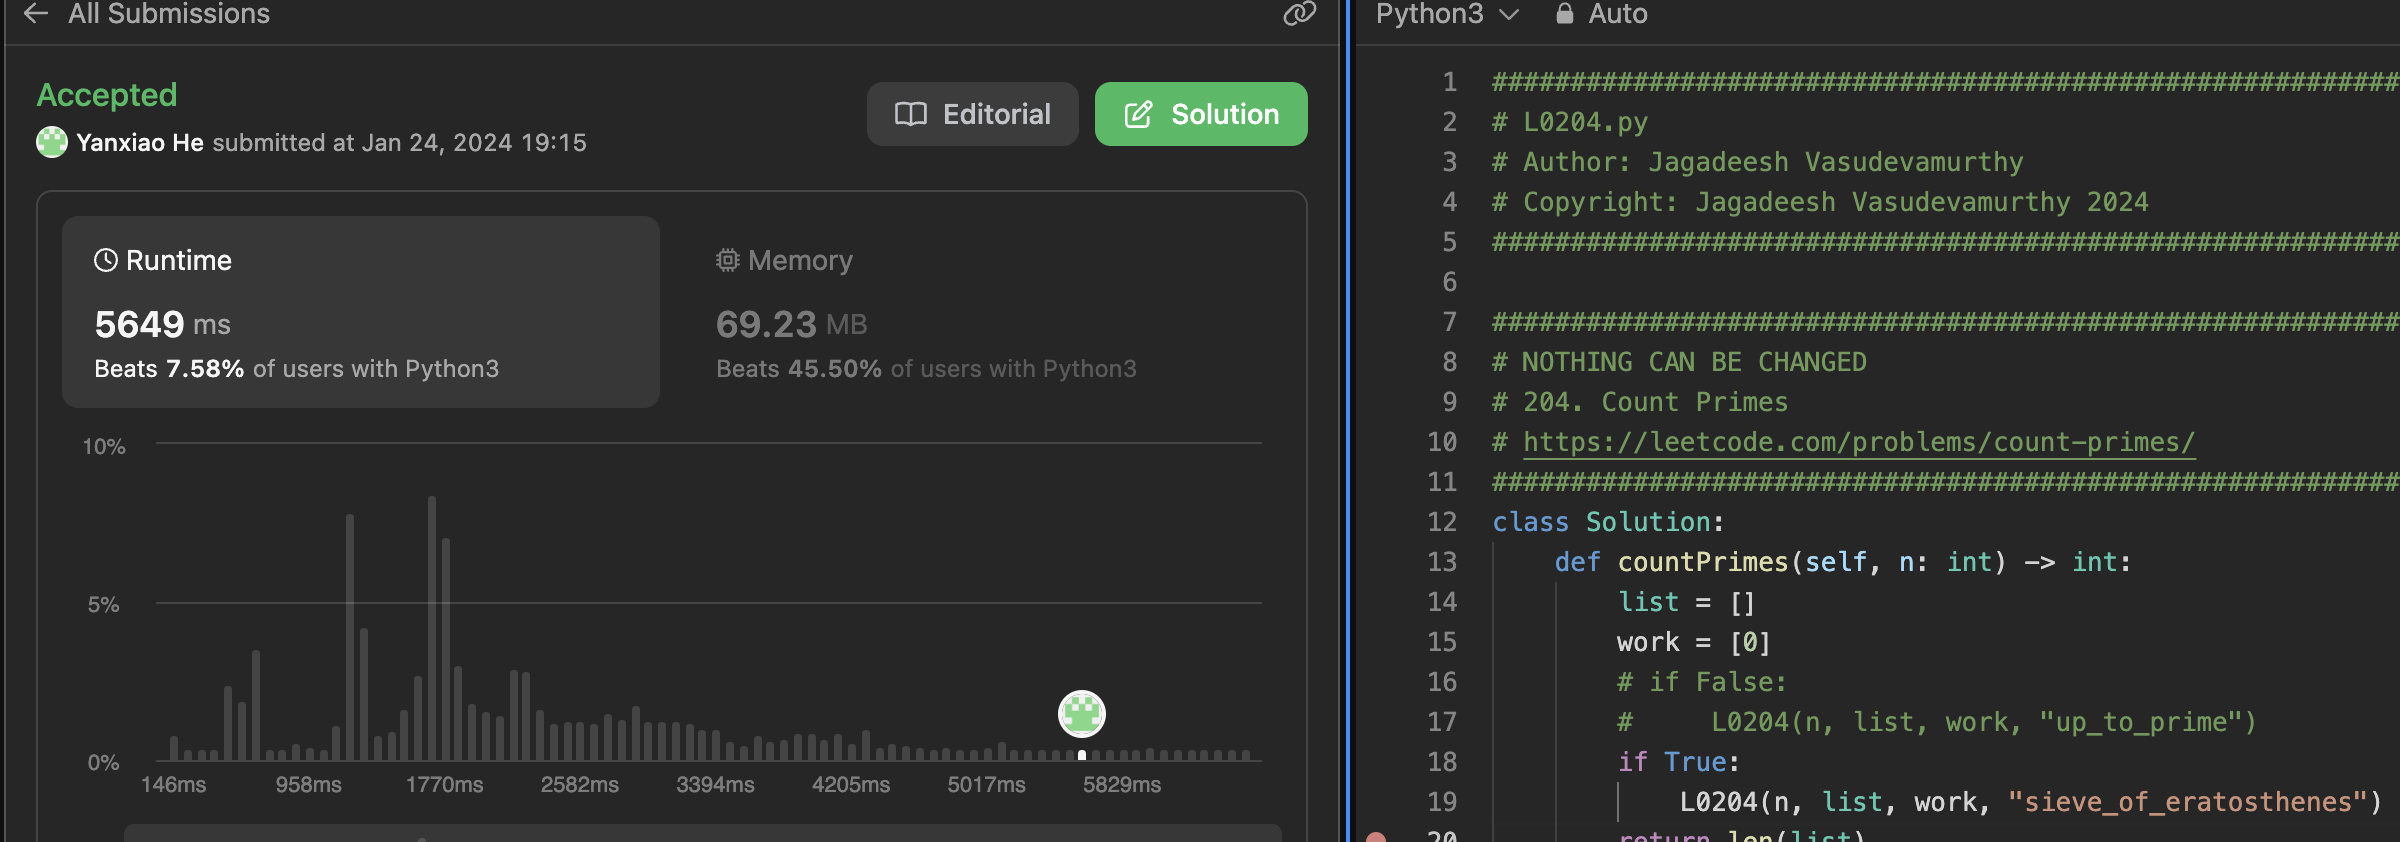 All Submissions
Accepted
Yanxiao He submitted at Jan 24, 2024 19:15
Editorial
Solution
Runtime
5649 ms
Beats 7.58% of users with Python3
Memory
69.23 MB
Beats 45.50% of users with Python3
10%
5%
0%
146ms 958ms 1770ms 2582ms 3394ms 4205ms 5017ms 5829ms
Python3 Auto
1 ##########################################################
2 # L0204.py
3 # Author: Jagadeesh Vasudevamurthy
4 # Copyright: Jagadeesh Vasudevamurthy 2024
5 ##########################################################
6
7 ##########################################################
8 # NOTHING CAN BE CHANGED
9 # 204. Count Primes
10 # https://leetcode.com/problems/count-primes/
11 ##########################################################
12 class Solution:
13     def countPrimes(self, n: int) -> int:
14         list = []
15         work = [0]
16         # if False:
17         #     L0204(n, list, work, "up_to_prime")
18         if True:
19             L0204(n, list, work, "sieve_of_eratosthenes")
20         return len(list)